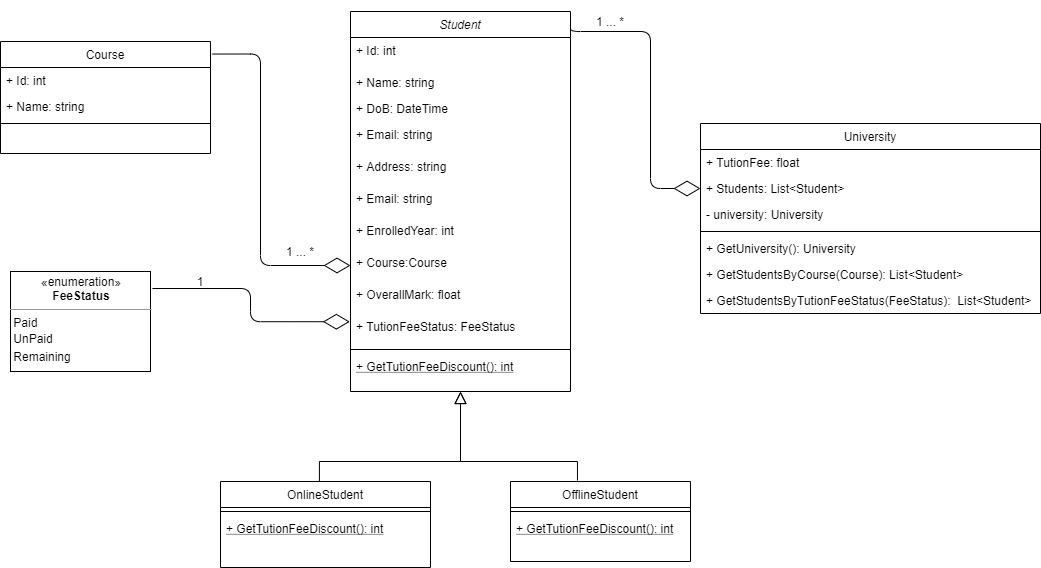 Student
+ Id: int
+ Name: string
+ DoB: DateTime
+ Email: string
+ Address: string
+ Email: string
+ EnrolledYear: int
+ Course:Course
+ OverallMark: float
+ TutionFeeStatus: FeeStatus
+ GetTutionFeeDiscount(): int
Course
+ Id: int
+ Name: string
1 ... *
1 ... *
University
+ TutionFee: float
+ Students: List<Student>
- university: University
+ GetUniversity(): University
+ GetStudentsByCourse(Course): List<Student>
+ GetStudentsByTutionFeeStatus(FeeStatus): List<Student>
«enumeration»
FeeStatus
Paid
UnPaid
Remaining
1
OnlineStudent
+ GetTutionFeeDiscount(): int
OfflineStudent
+ GetTutionFeeDiscount(): int